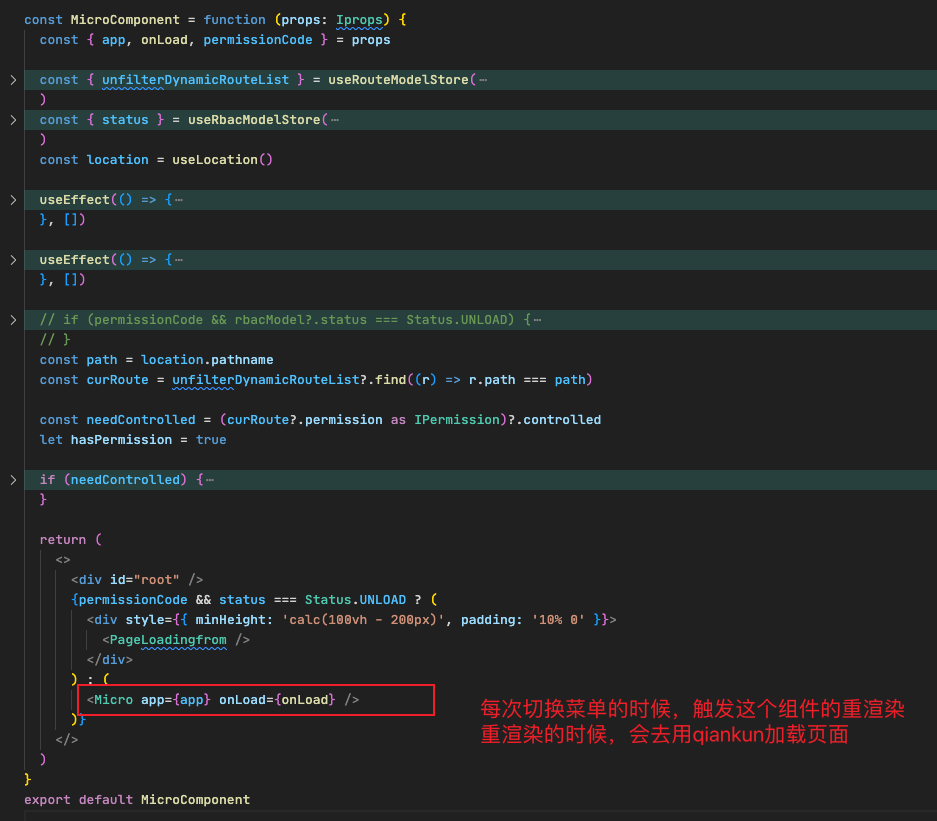 const MicroComponent = function (props: Iprops) {
const { app, onLoad, permissionCode } = props
const { unfilterDynamicRouteList } = useRouteModelStore(⋯
)
const { status } = useRbacModelStore(⋯
)
const location = useLocation()
useEffect(() => {⋯
}, [])
useEffect(() => {⋯
}, [])
// if (permissionCode && rbacModel?.status === Status.UNLOAD) {⋯
// }
const path = location.pathname
const curRoute = unfilterDynamicRouteList?.find((r) => r.path === path)
const needControlled = (curRoute?.permission as IPermission)?.controlled
let hasPermission = true
if (needControlled) {⋯
}
return (
<>
<div id="root" />
{permissionCode && status === Status.UNLOAD ? (
<div style={{ minHeight: 'calc(100vh - 200px)', padding: '10% 0' }}>
<PageLoadingfrom />
</div>
) : (
<Micro app={app} onLoad={onLoad} />
)}
</>
)
}
export default MicroComponent
每次切换菜单的时候，触发这个组件的重渲染
重渲染的时候，会去用qiankun加载页面